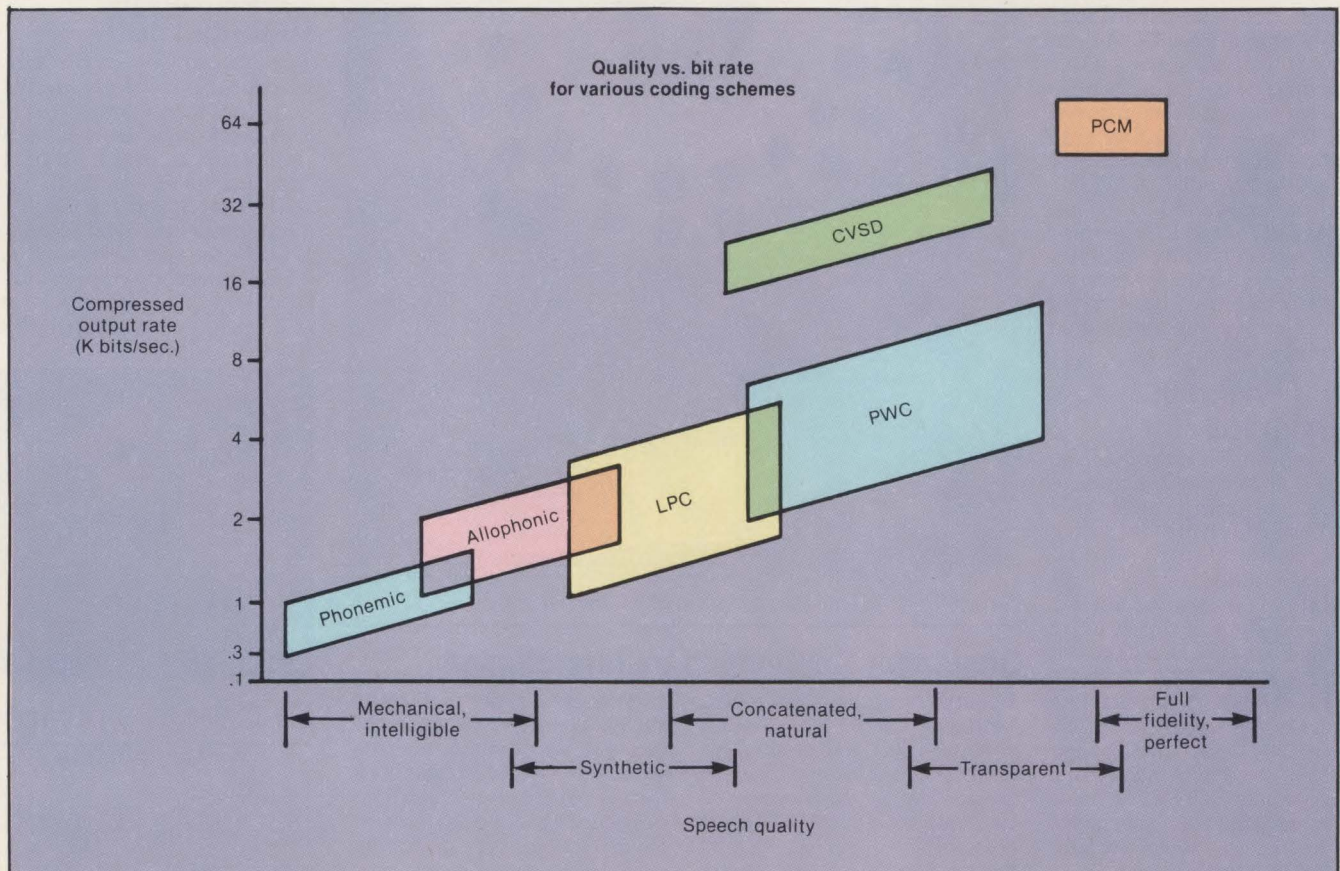 Quality vs. bit rate
for various coding schemes
64
32
16
8
4
2
1
.3
.1
Compressed
output rate
(K bits/sec.)
PCM
CVSD
PWC
LPC
Allophonic
Phonemic
Mechanical,
intelligible
Concatenated,
natural
Full
fidelity,
perfect
Synthetic
Transparent
Speech quality